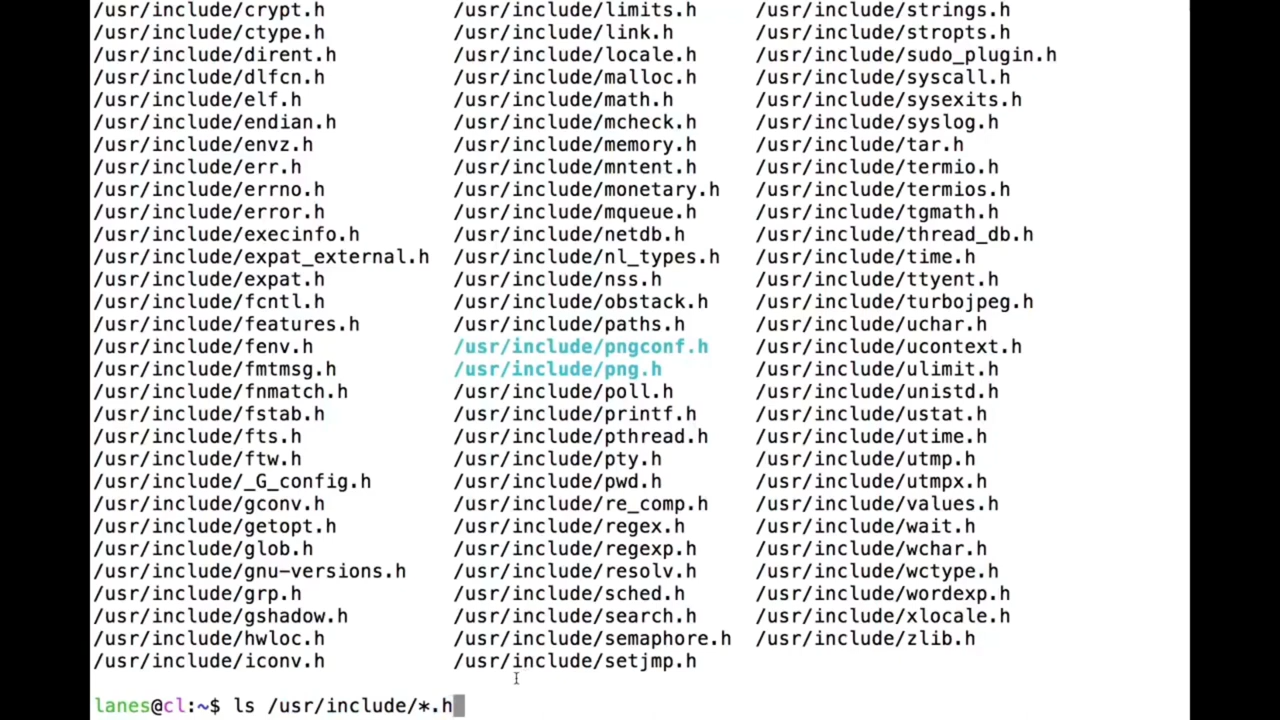 /usr/include/crypt.h /usr/include/limits.h /usr/include/strings.h
/usr/include/ctype.h /usr/include/link.h /usr/include/stropts.h
/usr/include/dirent.h /usr/include/locale.h /usr/include/sudo_plugin.h
/usr/include/dlfcn.h /usr/include/malloc.h /usr/include/syscall.h
/usr/include/elf.h /usr/include/math.h /usr/include/sysexits.h
/usr/include/endian.h /usr/include/mcheck.h /usr/include/syslog.h
/usr/include/envz.h /usr/include/memory.h /usr/include/tar.h
/usr/include/err.h /usr/include/mntent.h /usr/include/termio.h
/usr/include/errno.h /usr/include/monetary.h /usr/include/termios.h
/usr/include/error.h /usr/include/mqueue.h /usr/include/tgmath.h
/usr/include/execinfo.h /usr/include/netdb.h /usr/include/thread_db.h
/usr/include/expat_external.h /usr/include/nl_types.h /usr/include/time.h
/usr/include/expat.h /usr/include/nss.h /usr/include/ttyent.h
/usr/include/fcntl.h /usr/include/obstack.h /usr/include/turbojpeg.h
/usr/include/features.h /usr/include/paths.h /usr/include/uchar.h
/usr/include/fenv.h /usr/include/pngconf.h /usr/include/ucontext.h
/usr/include/fmtmsg.h /usr/include/png.h /usr/include/ulimit.h
/usr/include/fnmatch.h /usr/include/poll.h /usr/include/unistd.h
/usr/include/fstab.h /usr/include/printf.h /usr/include/ustat.h
/usr/include/fts.h /usr/include/pthread.h /usr/include/utime.h
/usr/include/ftw.h /usr/include/pty.h /usr/include/utmp.h
/usr/include/_G_config.h /usr/include/pwd.h /usr/include/utmpx.h
/usr/include/gconv.h /usr/include/re_comp.h /usr/include/values.h
/usr/include/getopt.h /usr/include/regex.h /usr/include/wait.h
/usr/include/glob.h /usr/include/regexp.h /usr/include/wchar.h
/usr/include/gnu-versions.h /usr/include/resolv.h /usr/include/wctype.h
/usr/include/grp.h /usr/include/sched.h /usr/include/wordexp.h
/usr/include/gshadow.h /usr/include/search.h /usr/include/xlocale.h
/usr/include/hwloc.h /usr/include/semaphore.h /usr/include/zlib.h
/usr/include/iconv.h /usr/include/setjmp.h
lanes@cl:~$ ls /usr/include/*.h